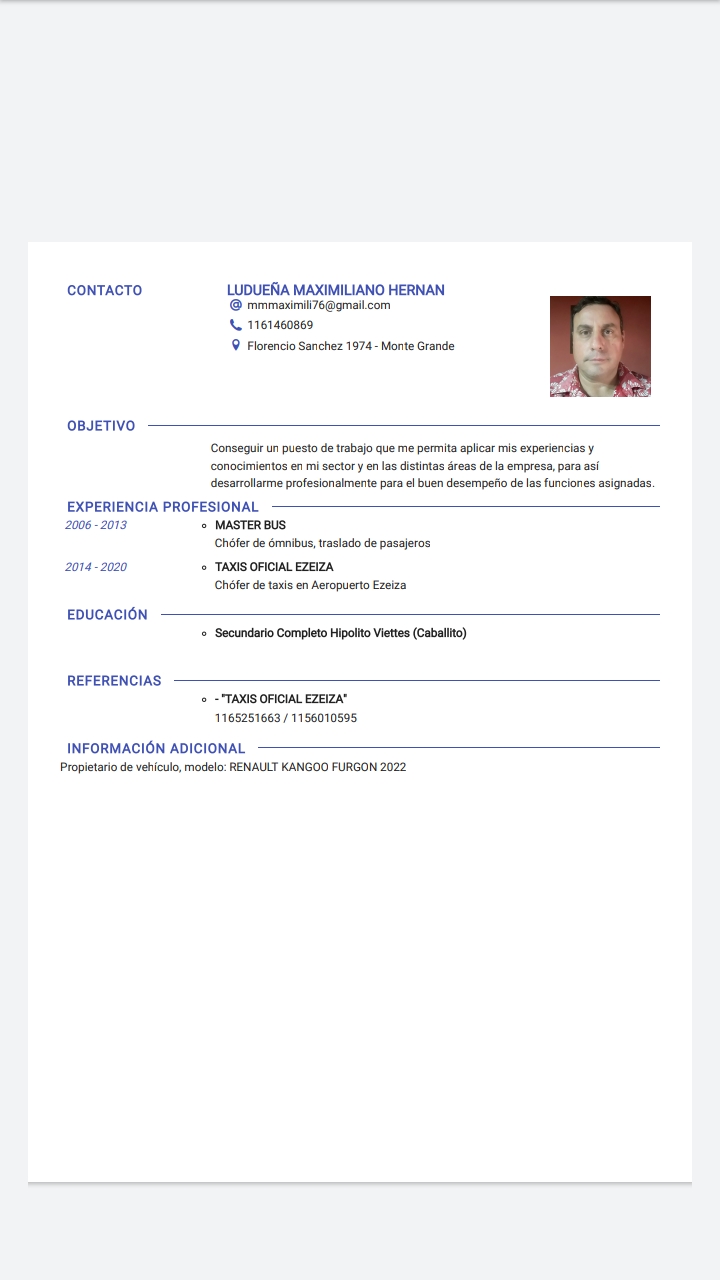 CONTACTO
LUDUEÑA MAXIMILIANO HERNAN
mmmaximili76@gmail.com
1161460869
Florencio Sanchez 1974 - Monte Grande
OBJETIVO
Conseguir un puesto de trabajo que me permita aplicar mis experiencias y
conocimientos en mi sector y en las distintas áreas de la empresa, para así
desarrollarme profesionalmente para el buen desempeño de las funciones asignadas.
EXPERIENCIA PROFESIONAL
2006 - 2013
MASTER BUS
Chófer de ómnibus, traslado de pasajeros
2014 - 2020
TAXIS OFICIAL EZEIZA
Chófer de taxis en Aeropuerto Ezeiza
EDUCACIÓN
Secundario Completo Hipolito Viettes (Caballito)
REFERENCIAS
- "TAXIS OFICIAL EZEIZA"
1165251663 / 1156010595
INFORMACIÓN ADICIONAL
Propietario de vehículo, modelo: RENAULT KANGOO FURGON 2022